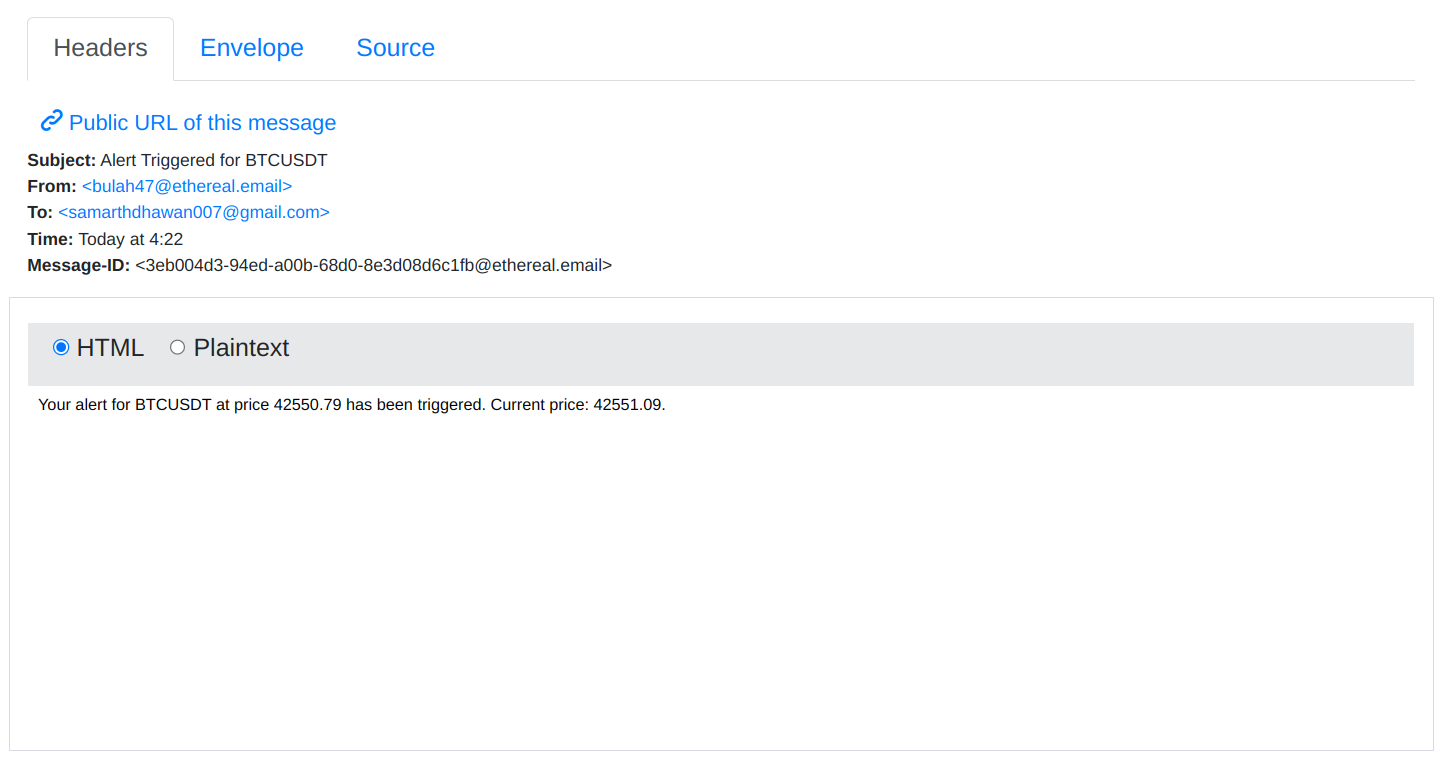 Headers Envelope Source
Public URL of this message
Subject: Alert Triggered for BTCUSDT
From: <bulah47@ethereal.email>
To: <samarthdhawan007@gmail.com>
Time: Today at 4:22
Message-ID: <3eb004d3-94ed-a00b-68d0-8e3d08d6c1fb@ethereal.email>
HTML Plaintext
Your alert for BTCUSDT at price 42550.79 has been triggered. Current price: 42551.09.